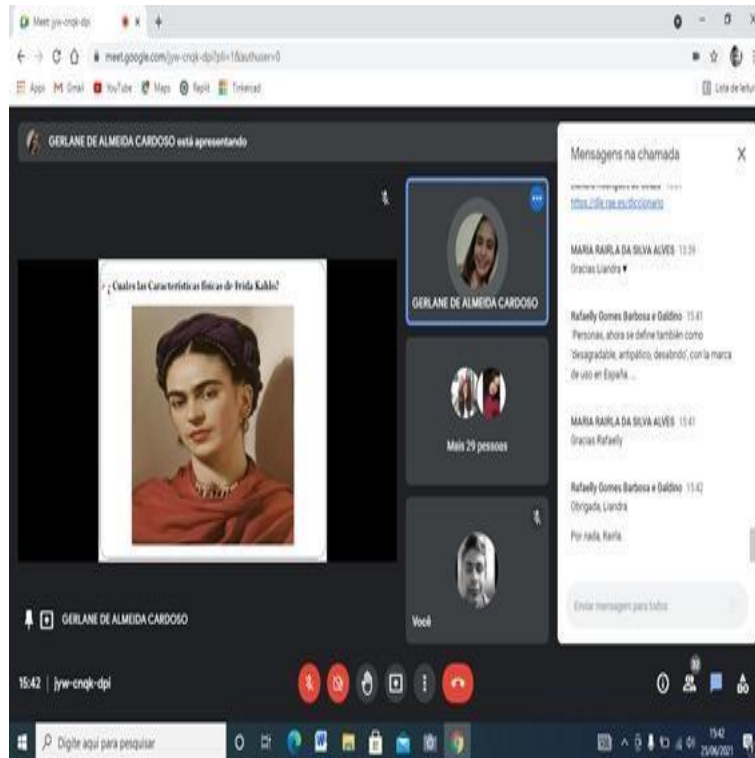 Meet jyw-cnqk-dpi
meet.google.com/jyw-cnqk-dpi?pli=1&authuser=0
Apps Gmail YouTube Maps Replit Tinkercad
Lista de leitur
GERLANE DE ALMEIDA CARDOSO está apresentando
¿Cuales las Características físicas de Frida Kahlo?
GERLANE DE ALMEIDA CARDOSO
Mais 29 pessoas
Você
GERLANE DE ALMEIDA CARDOSO
Mensagens na chamada
https://dle.rae.es/diccionario
MARIA RAIRLA DA SILVA ALVES 15:39
Gracias Liandra ♥
Rafaelly Gomes Barbosa e Galdino 15:41
'Personas, ahora se define también como
'desagradable, antipático, desabrido', con la marca
de uso en España. ...
MARIA RAIRLA DA SILVA ALVES 15:41
Gracias Rafaelly
Rafaelly Gomes Barbosa e Galdino 15:42
Obrigada, Liandra
Por nada, Rairla.
Enviar mensagem para todos
15:42 | jyw-cnqk-dpi
Digite aqui para pesquisar
15:42
25/06/2021